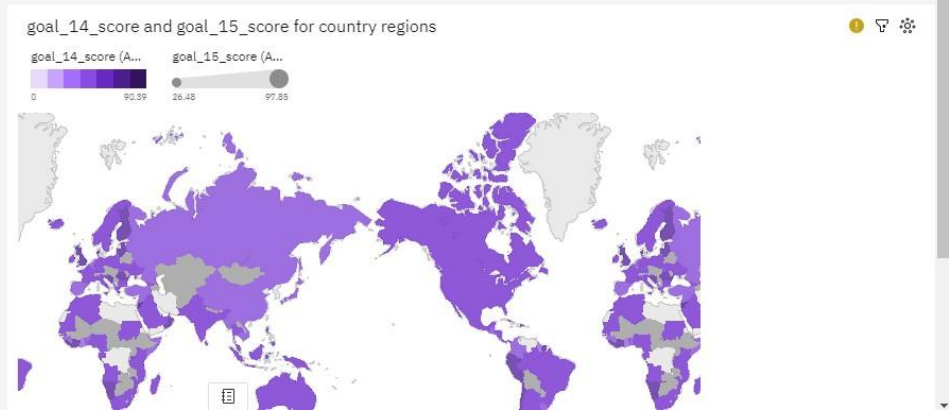 goal_14_score and goal_15_score for country regions
goal_14_score (A...
goal_15_score (A...
0
90.39
26.48
97.85